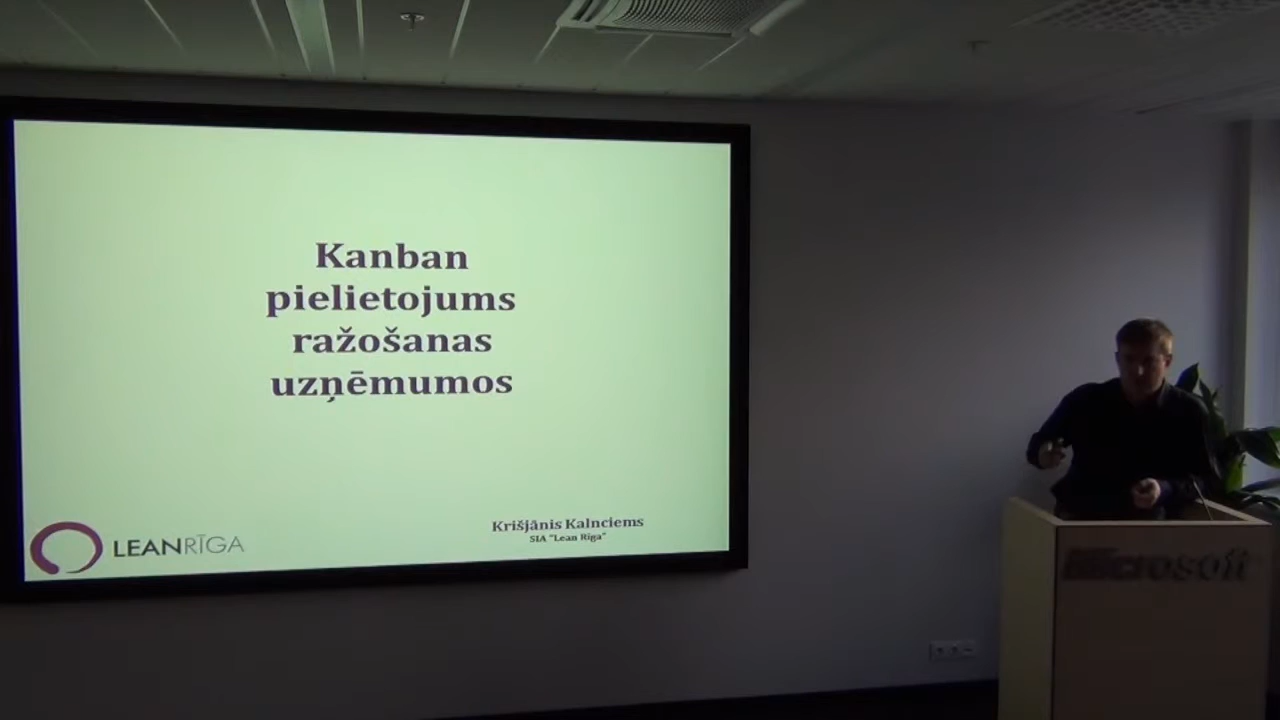 Kanban
pielietojums
ražošanas
uzņēmumos
Krišjānis Kalnciems
SIA "Lean Rīga"
LEANRĪGA
Microsoft